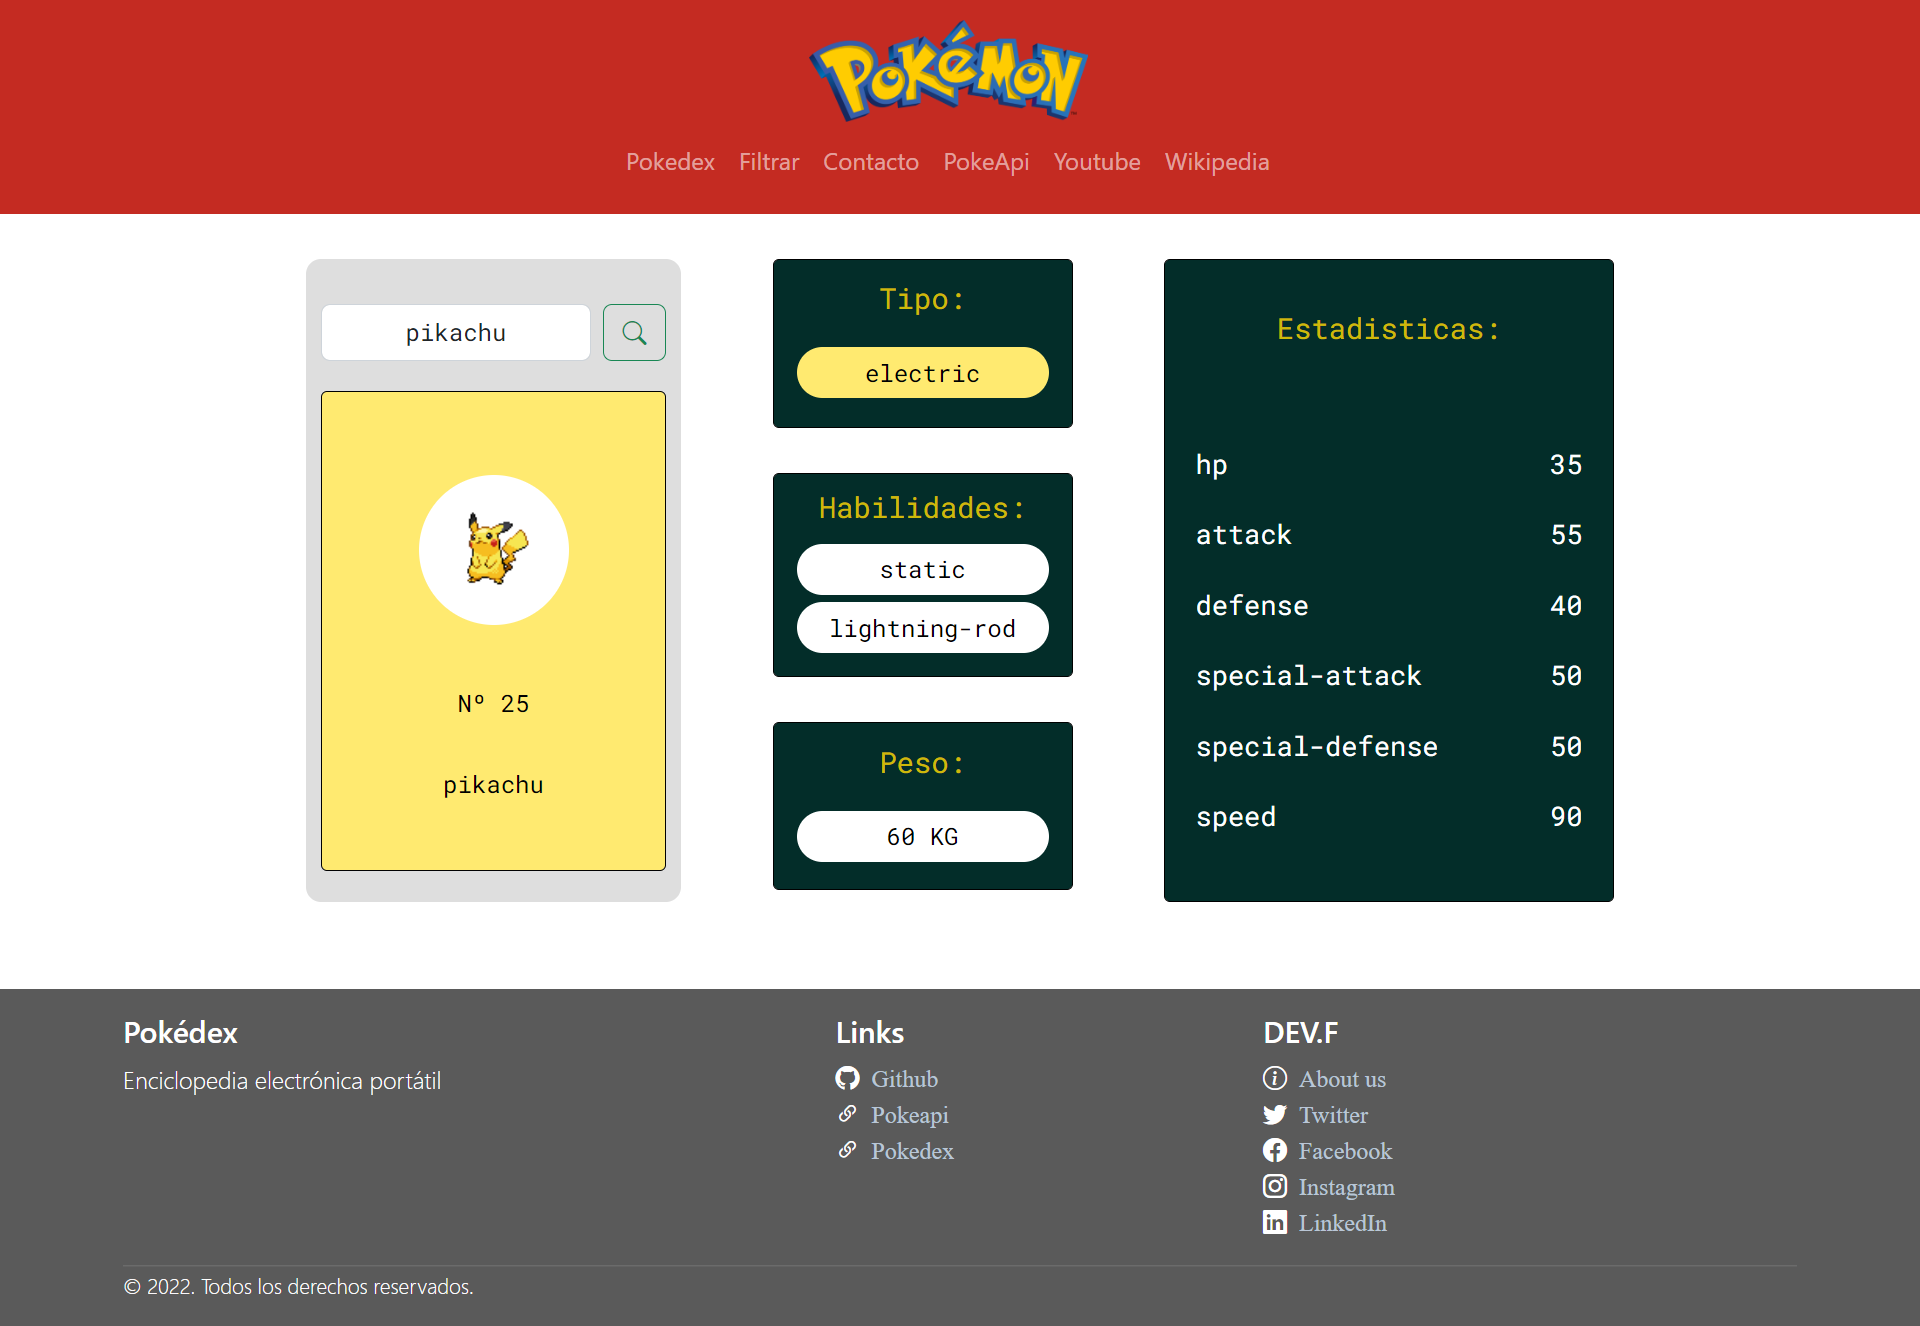 Pokémon
Pokedex Filtrar Contacto PokeApi Youtube Wikipedia
pikachu
Nº 25
pikachu
Tipo:
electric
Habilidades:
static
lightning-rod
Peso:
60 KG
Estadisticas:
hp 35
attack 55
defense 40
special-attack 50
special-defense 50
speed 90
Pokédex
Enciclopedia electrónica portátil
Links
Github
Pokeapi
Pokedex
DEV.F
About us
Twitter
Facebook
Instagram
LinkedIn
© 2022. Todos los derechos reservados.